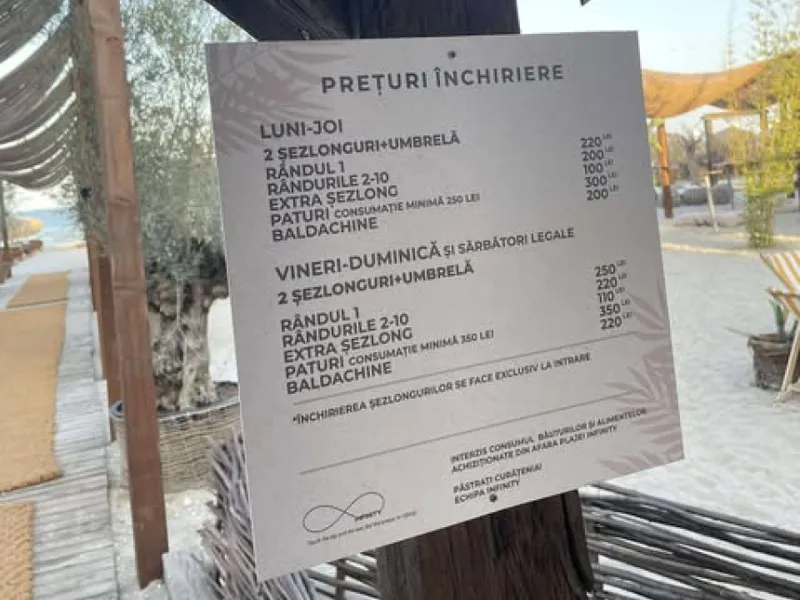 PREȚURI ÎNCHIRIERE
LUNI-JOI
2 ȘEZLONGURI+UMBRELĂ
RÂNDUL 1 220 LEI
RÂNDURILE 2-10 200 LEI
EXTRA ȘEZLONG 100 LEI
PATURI CONSUMAȚIE MINIMĂ 250 LEI 300 LEI
BALDACHINE 200 LEI
VINERI-DUMINICĂ ȘI SĂRBĂTORI LEGALE
2 ȘEZLONGURI+UMBRELĂ
RÂNDUL 1 250 LEI
RÂNDURILE 2-10 220 LEI
EXTRA ȘEZLONG 110 LEI
PATURI CONSUMAȚIE MINIMĂ 350 LEI 350 LEI
BALDACHINE 220 LEI
*ÎNCHIRIEREA ȘEZLONGURILOR SE FACE EXCLUSIV LA INTRARE
INTERZIS CONSUMUL BĂUTURILOR ȘI ALIMENTELOR
ACHIZIȚIONATE DIN AFARA PLAJEI INFINITY
PĂSTRAȚI CURĂȚENIA!
ECHIPA INFINITY
INFINITY